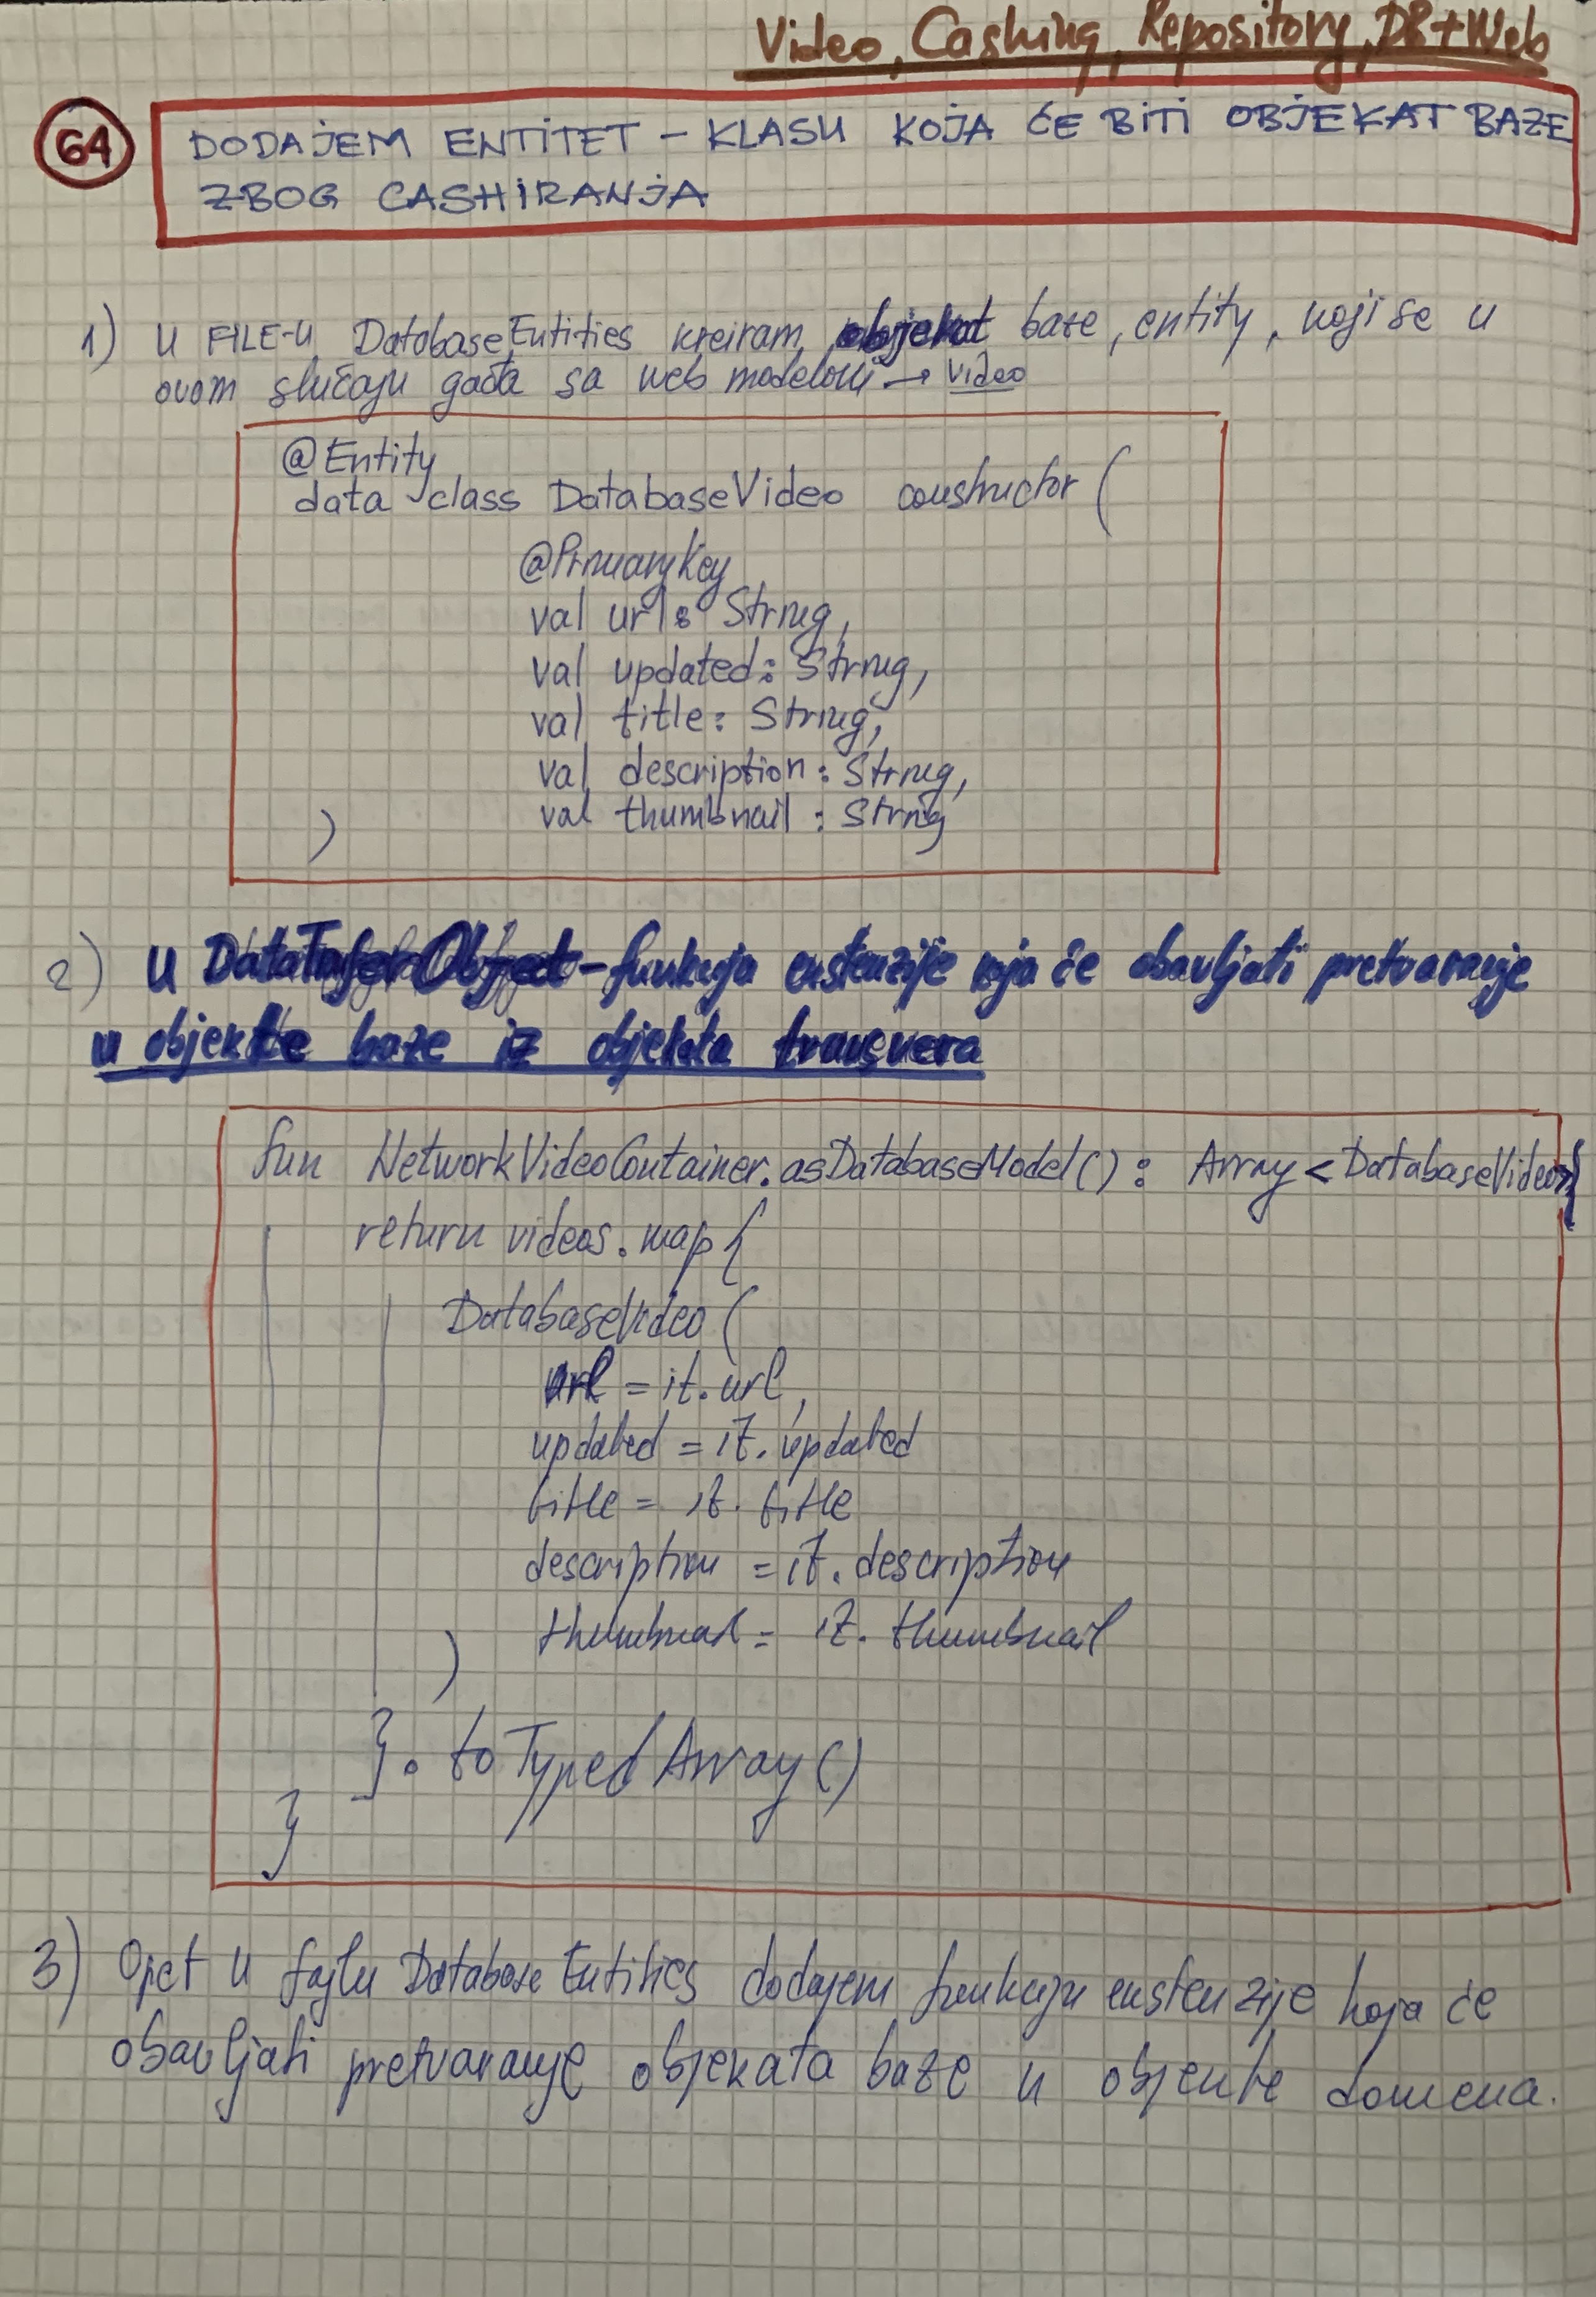 Video, Cashing, Repository, DB+Web
64
DODAJEM ENTITET - KLASU KOJA ĆE BITI OBJEKAT BAZE
ZBOG CASHIRANJA
1) U FILE-U DatabaseEntities kreiram objekat baze, entity, koji se u
ovom slučaju gađa sa web modelom → video
@Entity
data class DatabaseVideo constructor(
@PrimaryKey
val url: String,
val updated: String,
val title: String,
val description: String,
val thumbnail: String
)
2) U DataTransferObject - funkcija ekstenzije koja će obavljati pretvaranje
u objekte baze iz objekta transvera
fun NetworkVideoContainer.asDatabaseModel(): Array<DatabaseVideo>{
return videos.map{
DatabaseVideo(
url = it.url,
updated = it.updated
title = it.title
description = it.description
thumbnail = it.thumbnail
)
}.toTypedArray()
}
3) Opet u fajlu DatabaseEntities dodajem funkciju ekstenzije koja će
obavljati pretvaranje objekata baze u objekte domena.